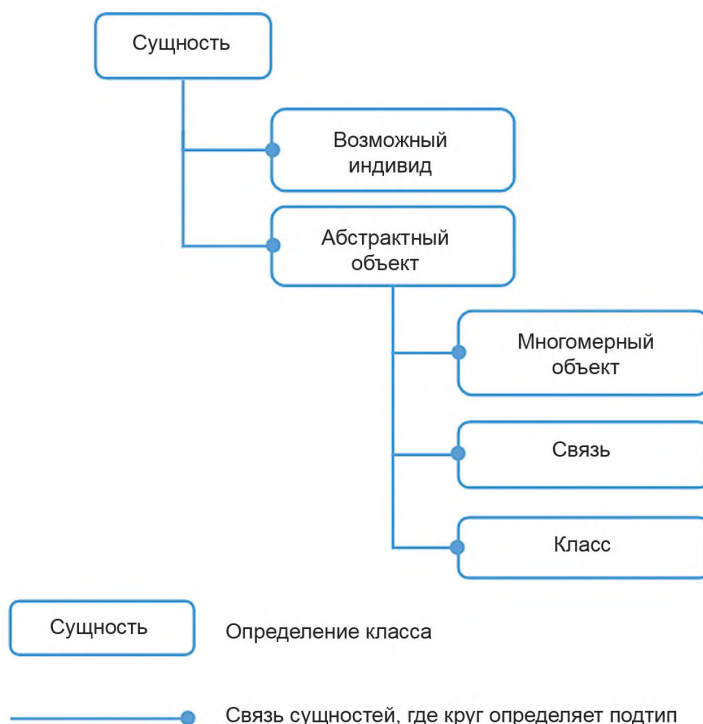 Сущность
Возможный
индивид
Абстрактный
объект
Многомерный
объект
Связь
Класс
Сущность
Определение класса
Связь сущностей, где круг определяет подтип